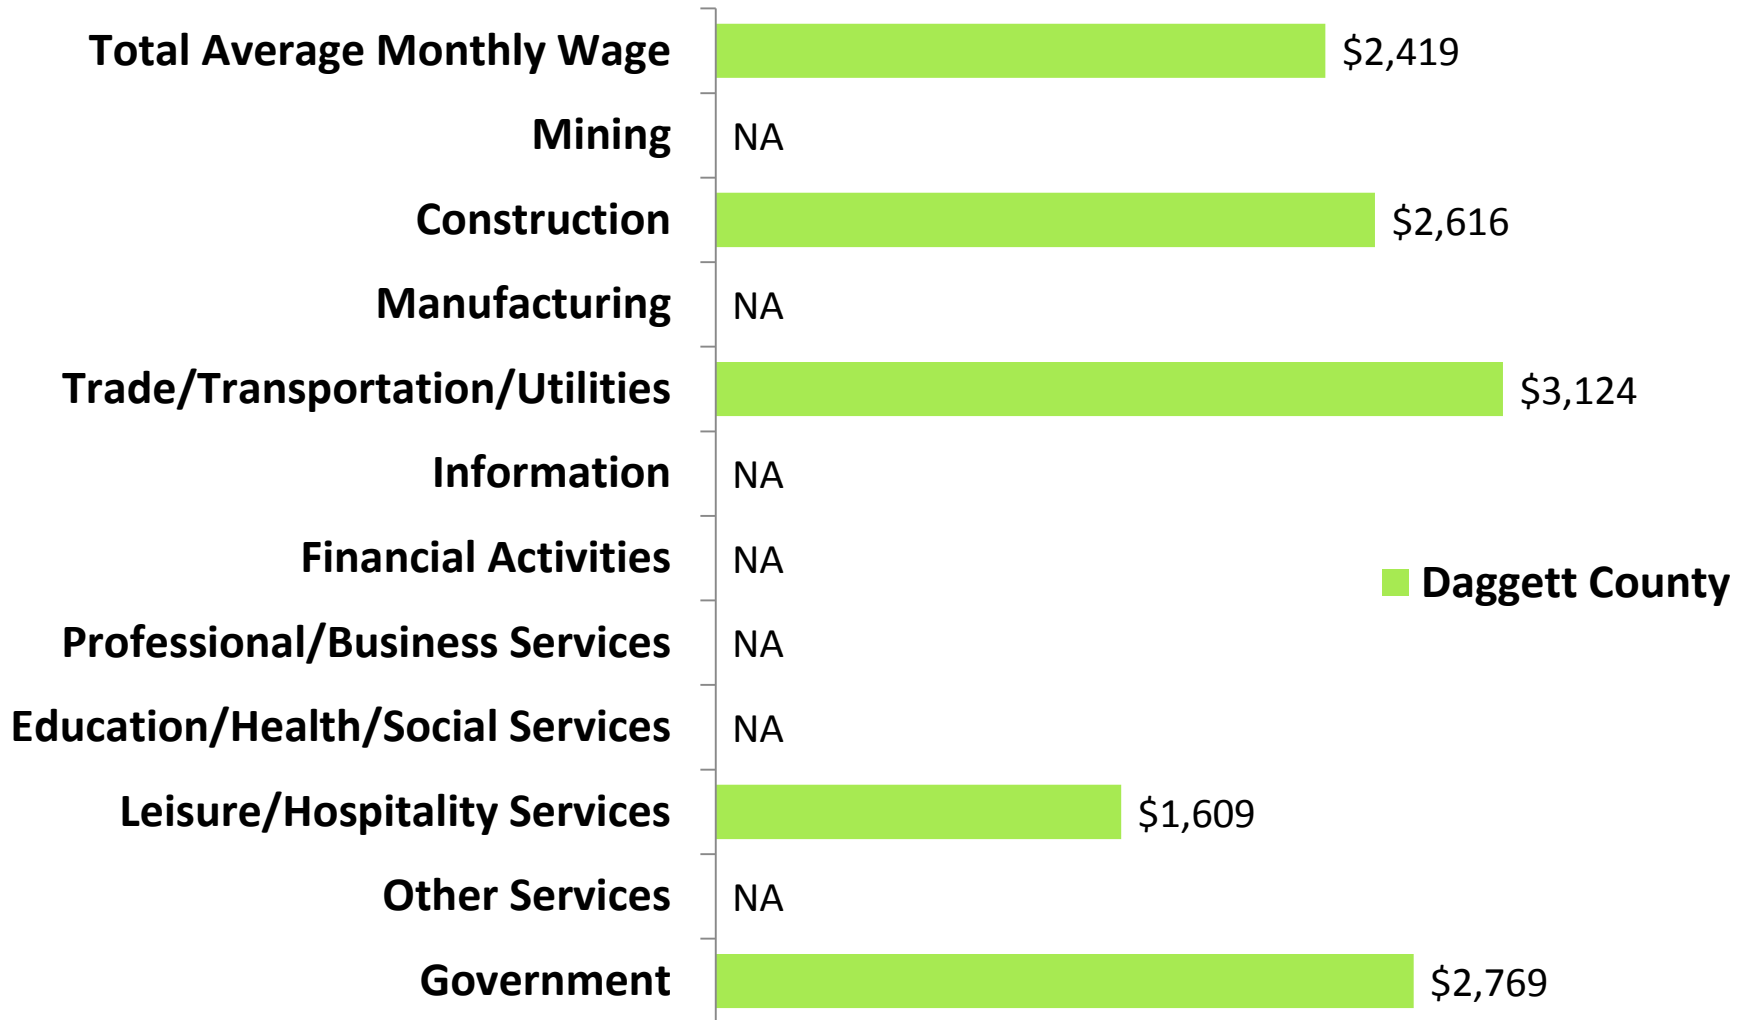 Total Average Monthly Wage $2,419
Mining NA
Construction $2,616
Manufacturing NA
Trade/Transportation/Utilities $3,124
Information NA
Financial Activities NA
Daggett County
Professional/Business Services NA
Education/Health/Social Services NA
Leisure/Hospitality Services $1,609
Other Services NA
Government $2,769